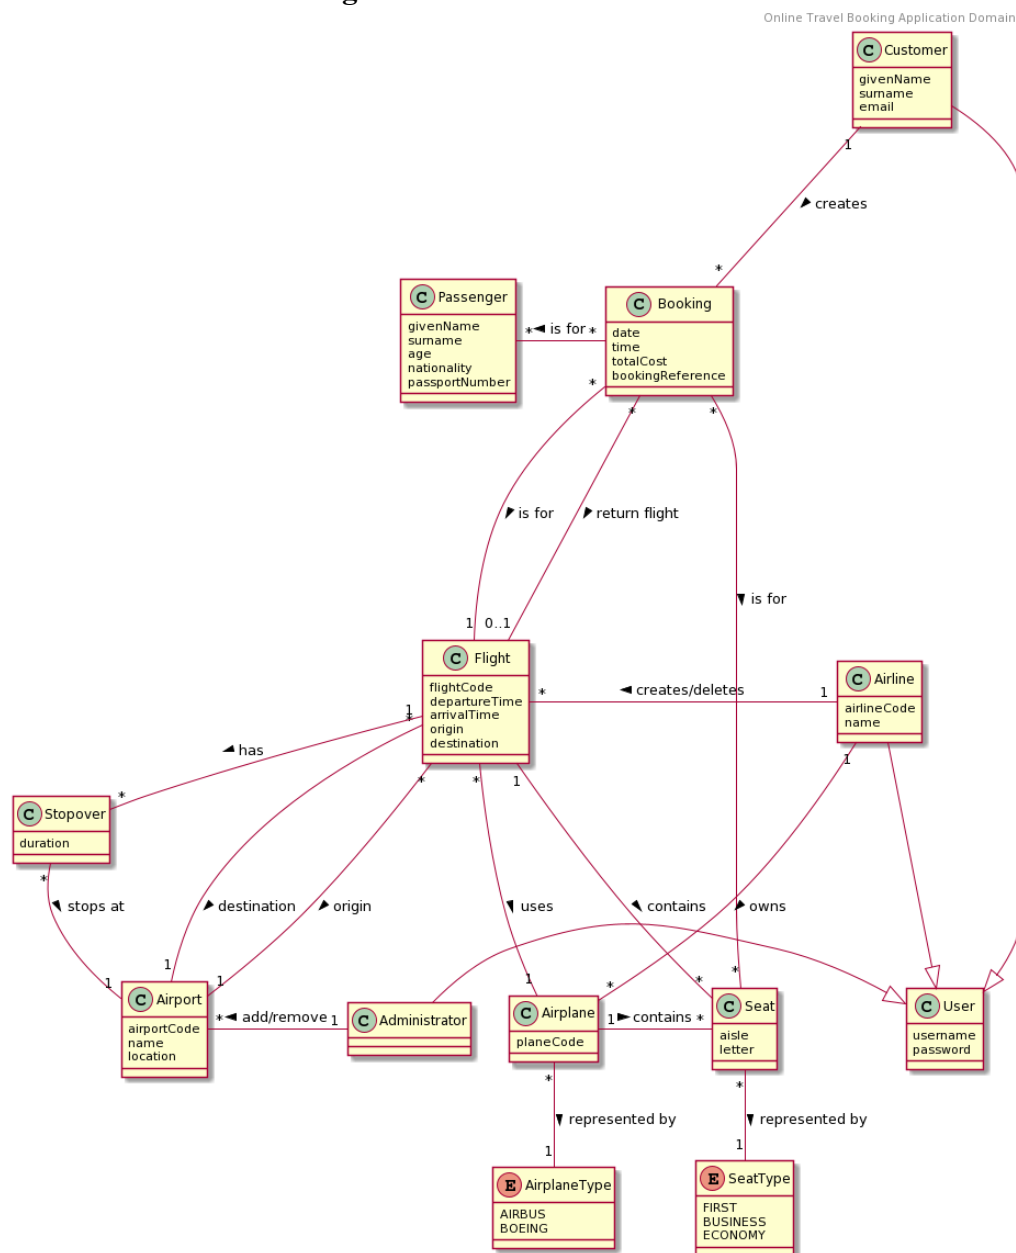 Online Travel Booking Application Domain
C Customer
givenName
surname
email
1
creates
*
C Passenger
givenName
surname
age
nationality
passportNumber
* is for *
C Booking
date
time
totalCost
bookingReference
*
*
*
is for
return flight
is for
1
0..1
C Flight
flightCode
departureTime
arrivalTime
origin
destination
* creates/deletes 1
C Airline
airlineCode
name
1
*
has
*
*
*
1
1
C Stopover
duration
*
stops at
destination
origin
uses
contains
owns
1
1
1
1
*
*
*
C Airport
airportCode
name
location
* add/remove 1
C Administrator
C Airplane
planeCode
1 contains *
C Seat
aisle
letter
C User
username
password
*
represented by
1
*
represented by
1
E AirplaneType
AIRBUS
BOEING
E SeatType
FIRST
BUSINESS
ECONOMY